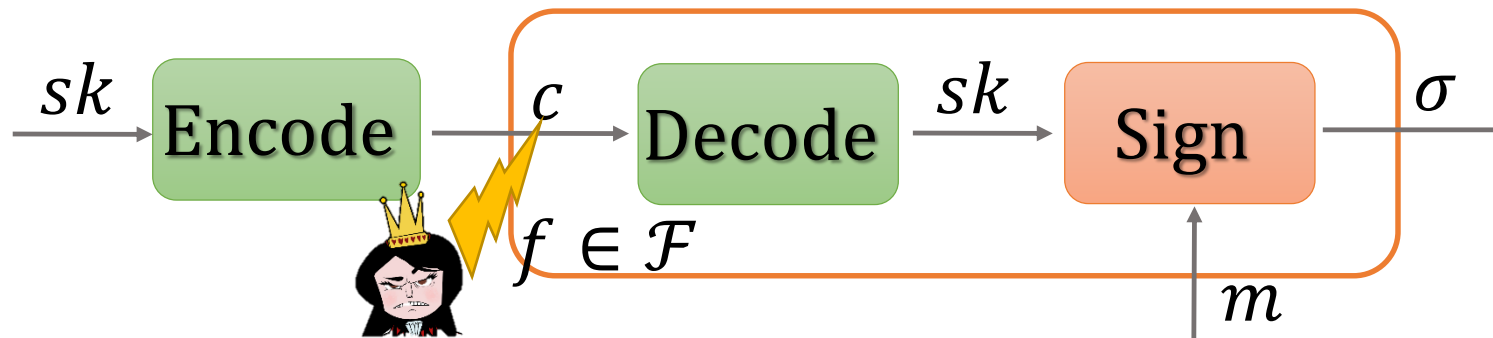 sk
Encode
c
Decode
sk
Sign
σ
f ∈ ℱ
m